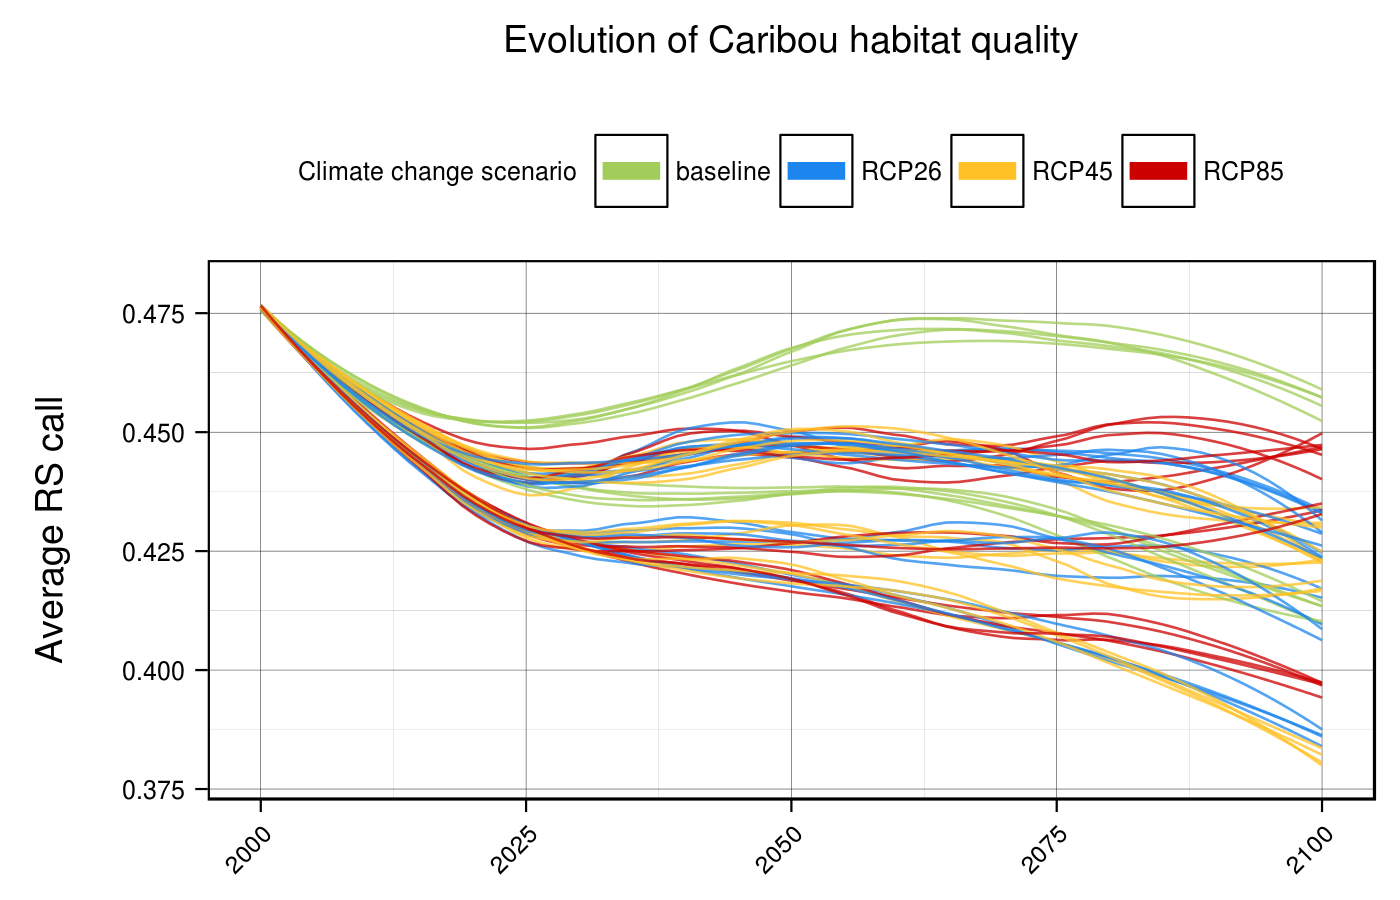 Evolution of Caribou habitat quality
Climate change scenario baseline RCP26 RCP45 RCP85
Average RS call
0.475
0.450
0.425
0.400
0.375
2000 2025 2050 2075 2100